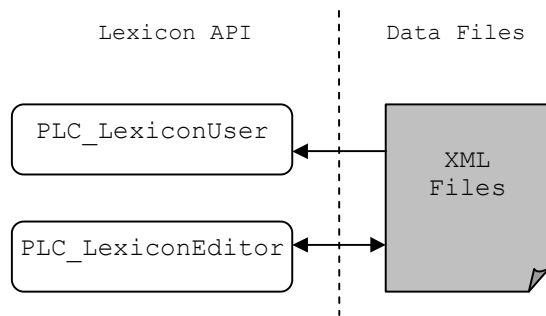 Lexicon API
Data Files
PLC_LexiconUser
XML
Files
PLC_LexiconEditor